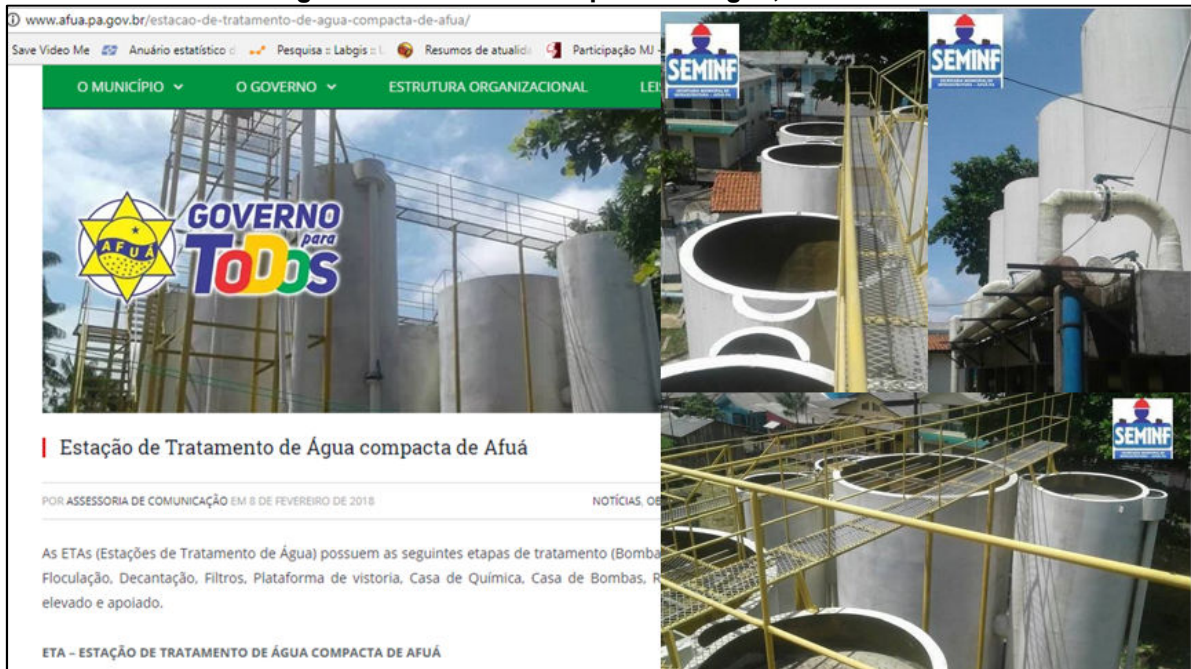 www.afua.pa.gov.br/estacao-de-tratamento-de-agua-compacta-de-afua/
Save Video Me Anuário estatístico d Pesquisa :: Labgis :: Resumos de atualid Participação MJ
O MUNICÍPIO O GOVERNO ESTRUTURA ORGANIZACIONAL LEI
AFUÁ
GOVERNO
para
ToDos
Estação de Tratamento de Água compacta de Afuá
POR ASSESSORIA DE COMUNICAÇÃO EM 8 DE FEVEREIRO DE 2018 NOTÍCIAS,
As ETAs (Estações de Tratamento de Água) possuem as seguintes etapas de tratamento (Bomba
Floculação, Decantação, Filtros, Plataforma de vistoria, Casa de Química, Casa de Bombas, R
elevado e apoiado.
ETA – ESTAÇÃO DE TRATAMENTO DE ÁGUA COMPACTA DE AFUÁ
SEMINF
SEMINF
SEMINF